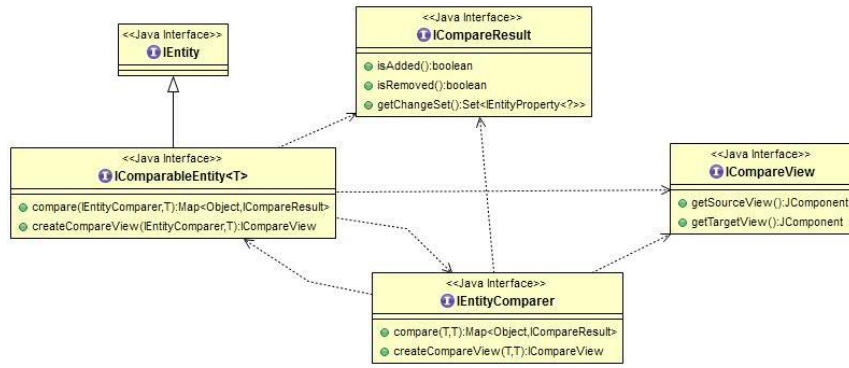 <<Java Interface>>
IEntity
<<Java Interface>>
ICompareResult
isAdded():boolean
isRemoved():boolean
getChangeSet():Set<IEntityProperty<?>>
<<Java Interface>>
IComparableEntity<T>
compare(IEntityComparer,T):Map<Object,ICompareResult>
createCompareView(IEntityComparer,T):ICompareView
<<Java Interface>>
ICompareView
getSourceView():JComponent
getTargetView():JComponent
<<Java Interface>>
IEntityComparer
compare(T,T):Map<Object,ICompareResult>
createCompareView(T,T):ICompareView